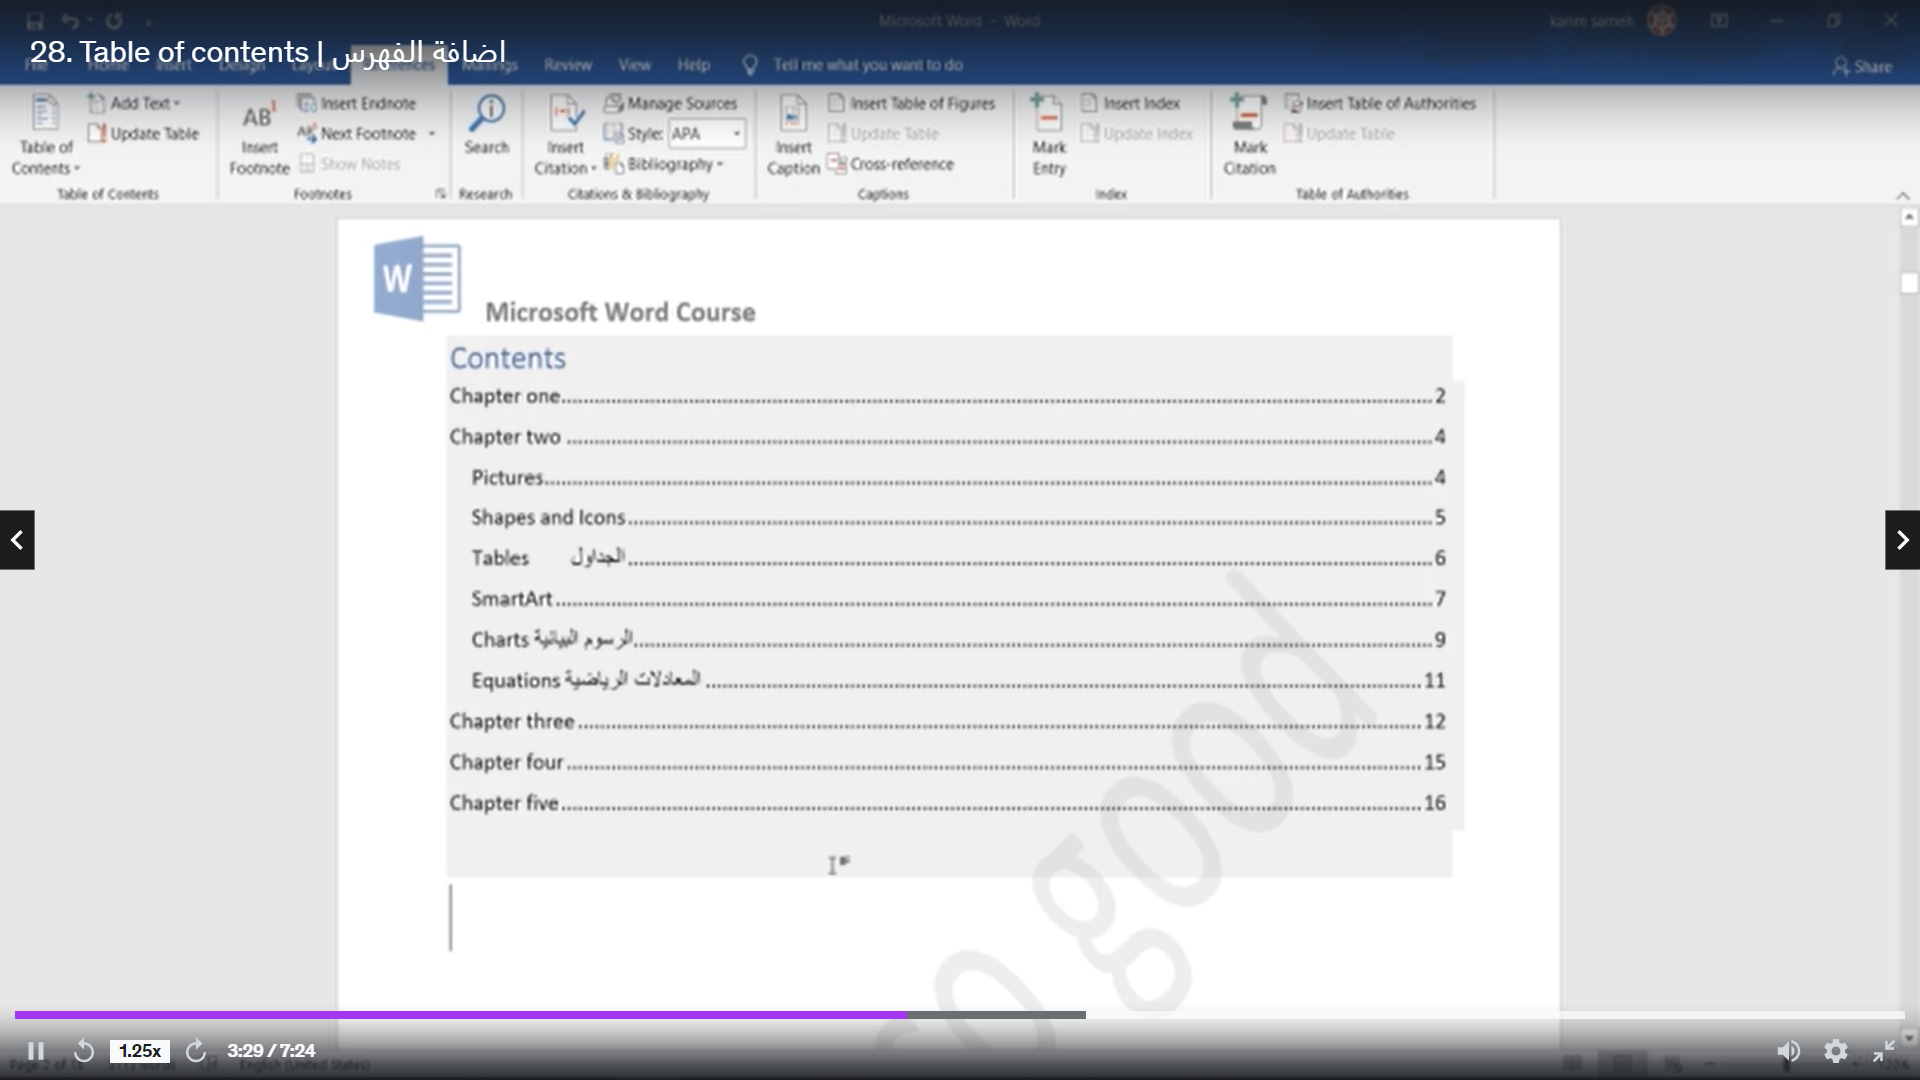 Microsoft Word - Word
karim sameh
28. Table of contents | اضافة الفهرس
Review View Help Tell me what you want to do Share
Table of Contents
Add Text
Update Table
Table of Contents
AB1
Insert Footnote
Insert Endnote
Next Footnote
Show Notes
Footnotes
Search
Research
Insert Citation
Manage Sources
Style: APA
Bibliography
Citations & Bibliography
Insert Caption
Insert Table of Figures
Update Table
Cross-reference
Captions
Mark Entry
Insert Index
Update Index
Index
Mark Citation
Insert Table of Authorities
Update Table
Table of Authorities
W
Microsoft Word Course
Contents
Chapter one 2
Chapter two 4
Pictures 4
Shapes and Icons 5
Tables الجداول 6
SmartArt 7
Charts الرسوم البيانية 9
Equations المعادلات الرياضية 11
Chapter three 12
Chapter four 15
Chapter five 16
so good
1.25x
3:29 / 7:24
English (United States)